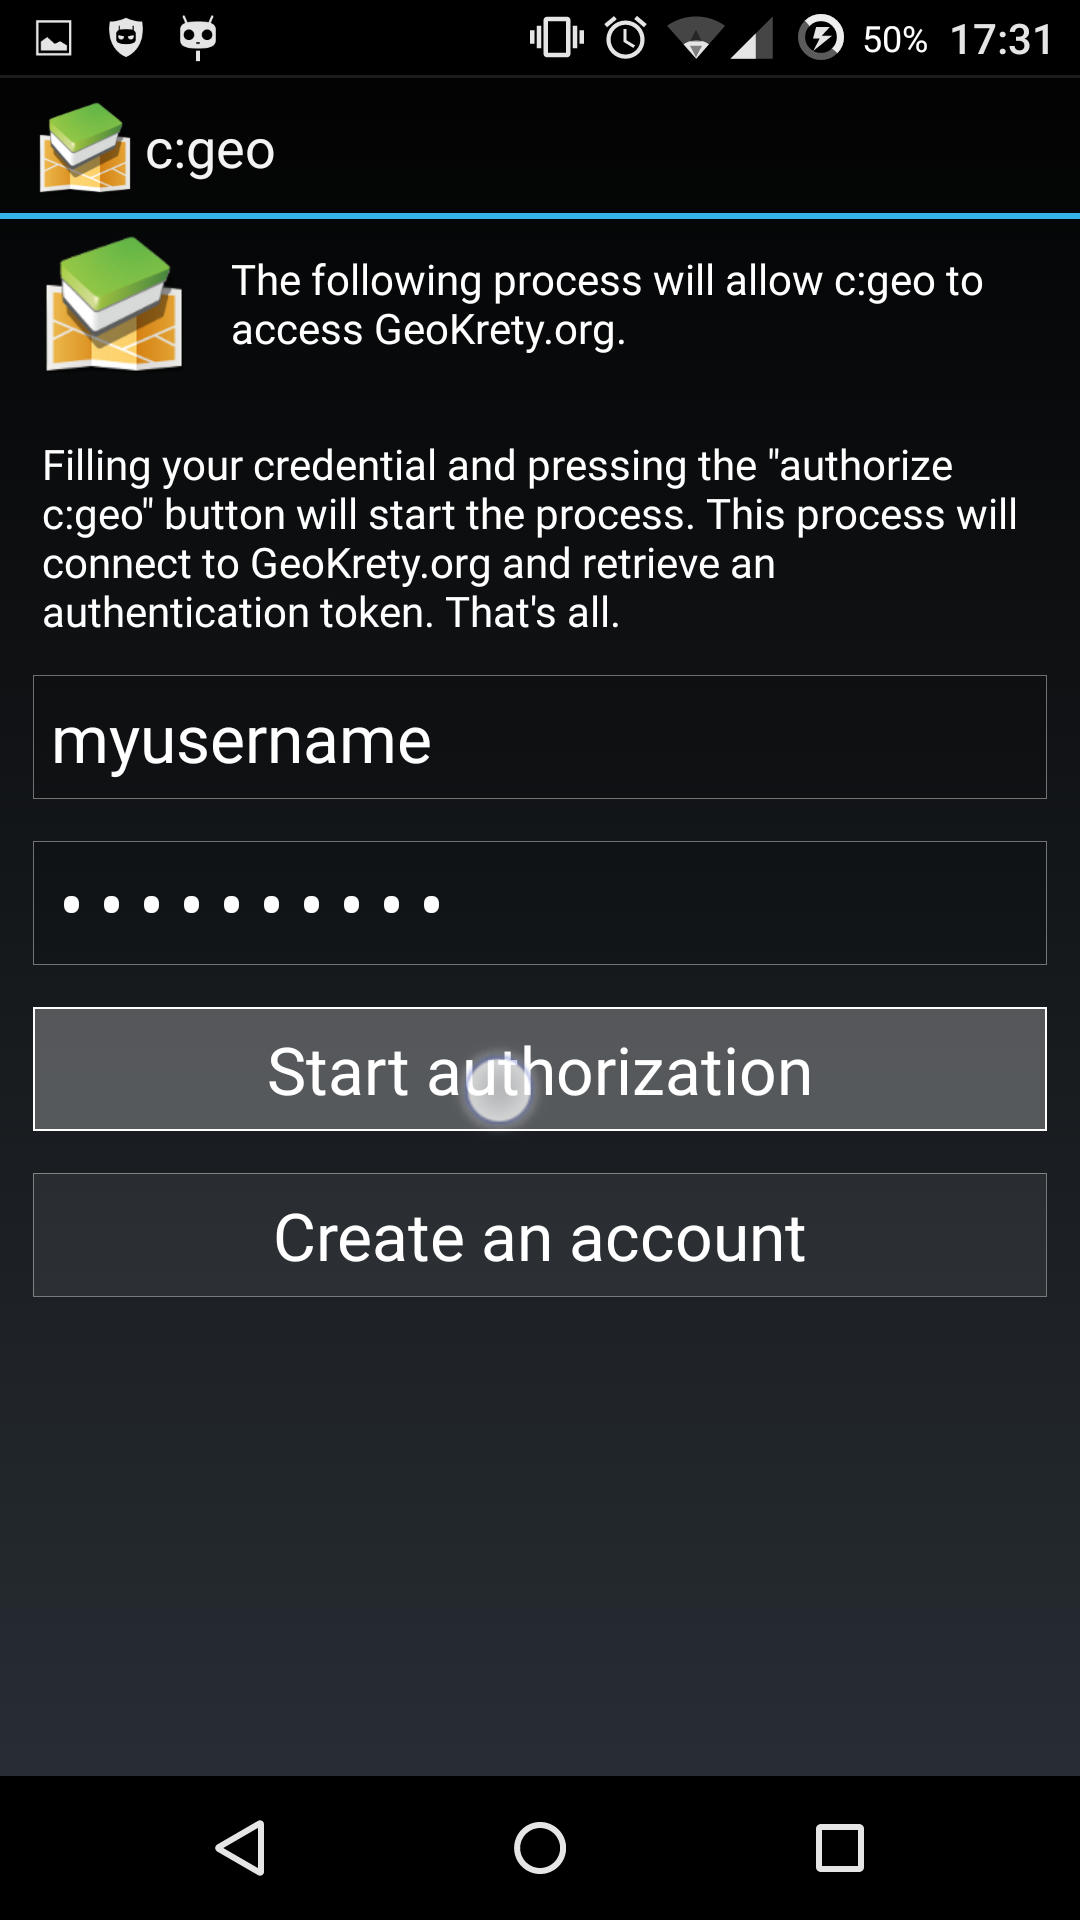 50% 17:31
c:geo
The following process will allow c:geo to
access GeoKrety.org.
Filling your credential and pressing the "authorize
c:geo" button will start the process. This process will
connect to GeoKrety.org and retrieve an
authentication token. That's all.
myusername
••••••••••
Start authorization
Create an account